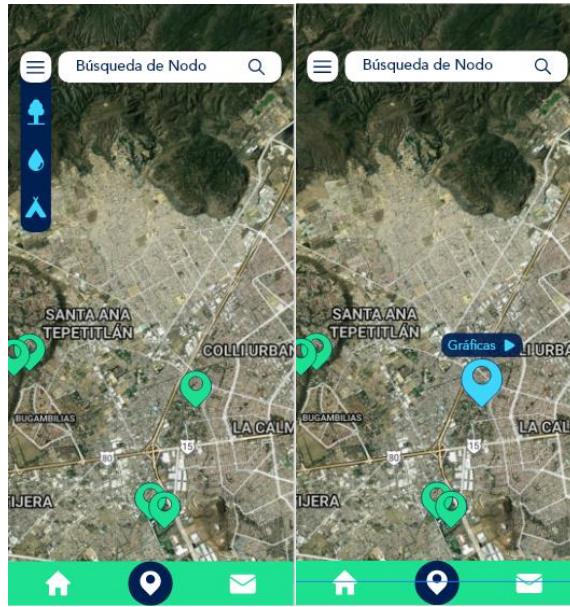 Búsqueda de Nodo
SANTA ANA
TEPETITLÁN
COLLI URBAN
BUGAMBILIAS
LA CALM
15
80
TIJERA
Búsqueda de Nodo
SANTA ANA
TEPETITLÁN
Gráficas
LI URBA
BUGAMBILIAS
LA CAL
15
80
IJERA